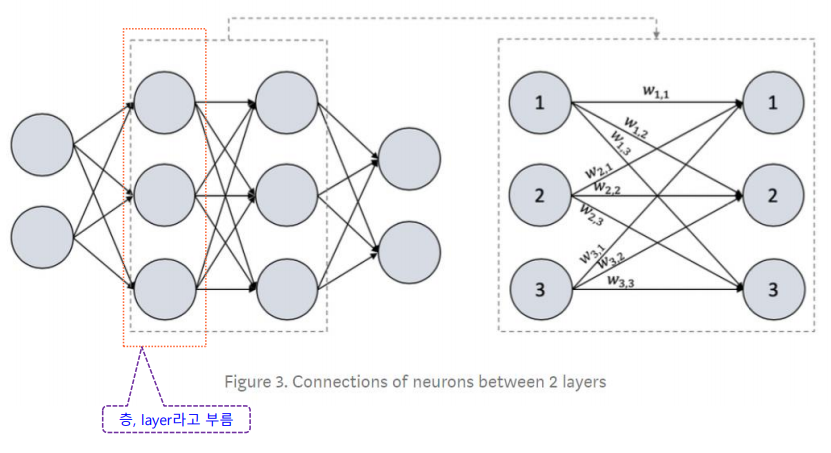 1
2
3
w1,1
w1,2
w1,3
w2,1
w2,2
w2,3
w3,1
w3,2
w3,3
1
2
3
Figure 3. Connections of neurons between 2 layers
층, layer라고 부름